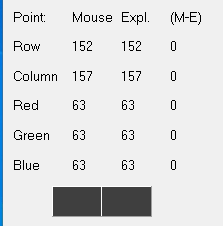 Point: Mouse Expl. (M-E)
Row 152 152 0
Column 157 157 0
Red 63 63 0
Green 63 63 0
Blue 63 63 0